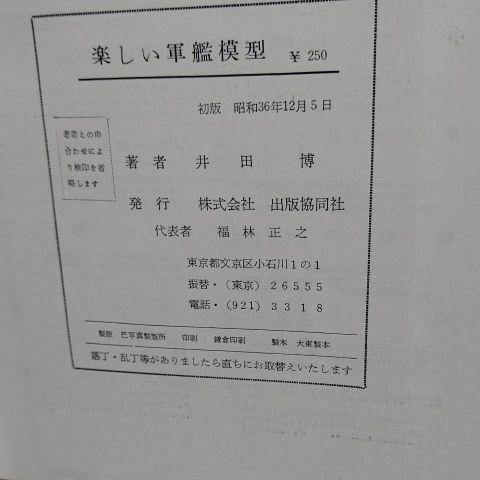 楽しい軍艦模型 ¥ 250
初版 昭和36年12月5日
著者との申
合わせによ
り検印を省
略します
著者 井田 博
発行 株式会社 出版協同社
代表者 福林正之
東京都文京区小石川1の1
振替・(東京) 26555
電話・(921) 3318
製版 巳写真製版所 印刷 鎌倉印刷 製本 大東製本
落丁・乱丁等がありましたら直ちにお取替えいたします